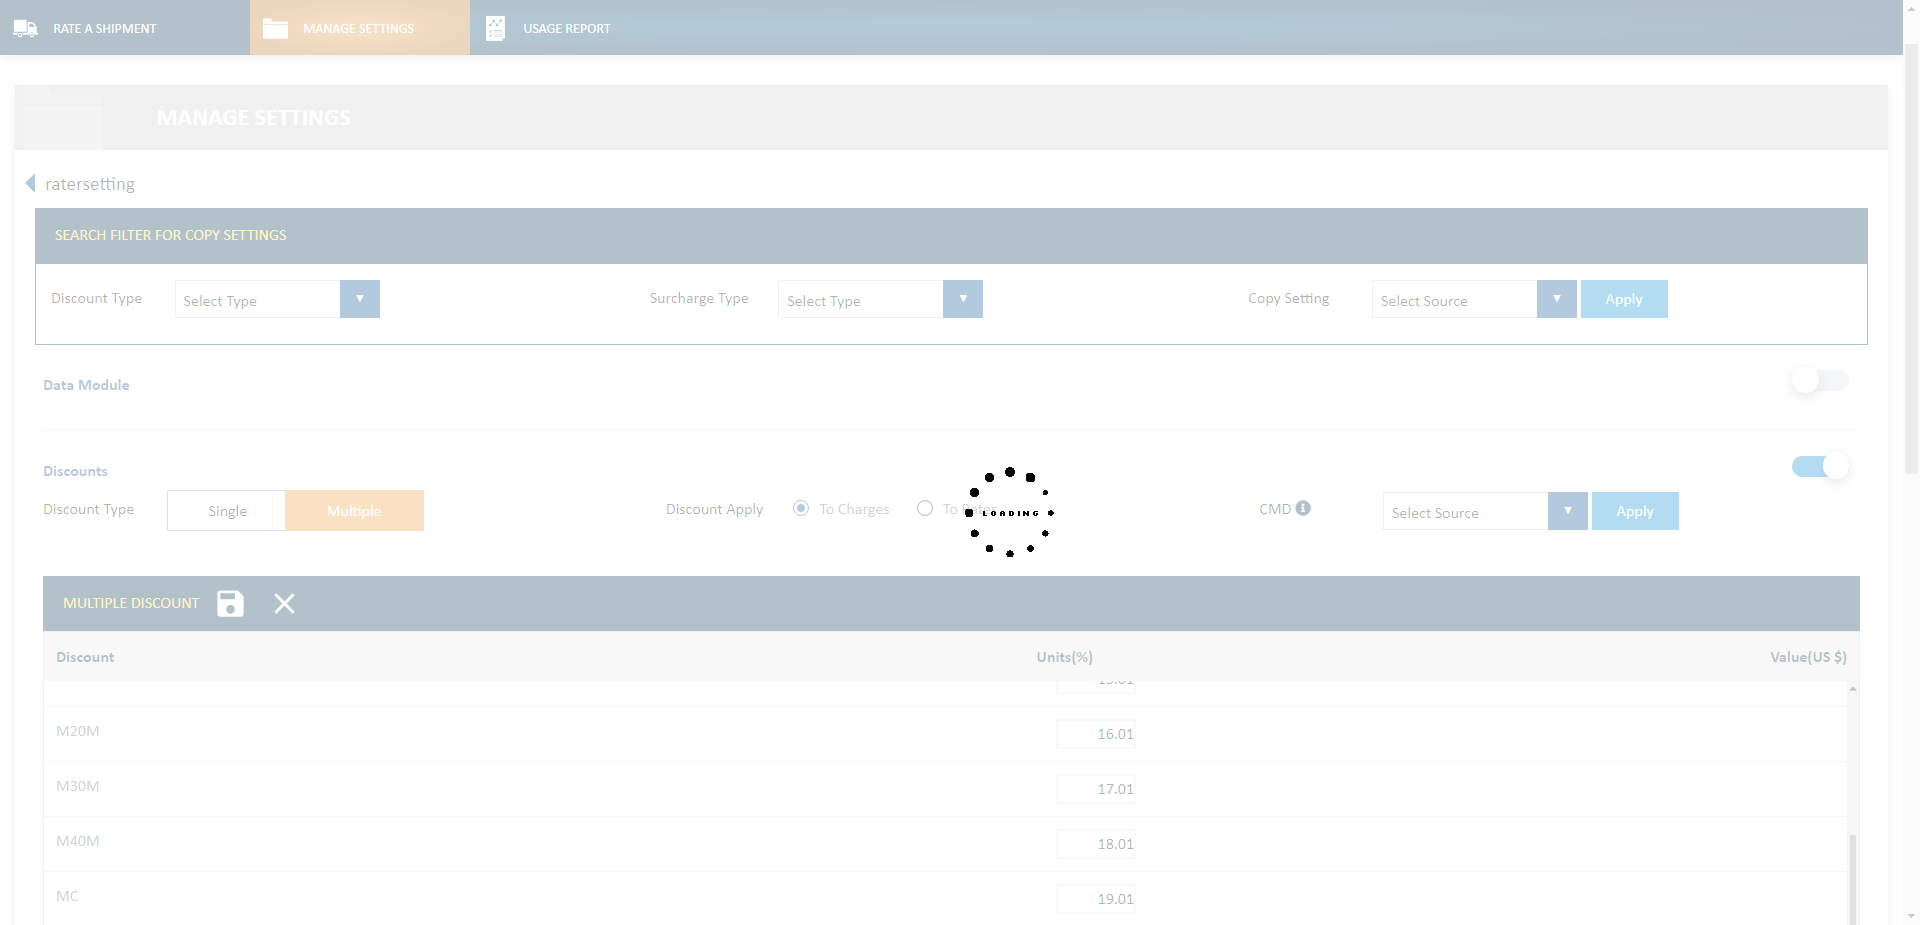 RATE A SHIPMENT
MANAGE SETTINGS
USAGE REPORT
MANAGE SETTINGS
ratersetting
SEARCH FILTER FOR COPY SETTINGS
Discount Type
Select Type
Surcharge Type
Select Type
Copy Setting
Select Source
Apply
Data Module
Discounts
Discount Type
Single
Multiple
Discount Apply
To Charges
To
LOADING
CMD
Select Source
Apply
MULTIPLE DISCOUNT
Discount
Units(%)
Value(US $)
M20M
16.01
M30M
17.01
M40M
18.01
MC
19.01